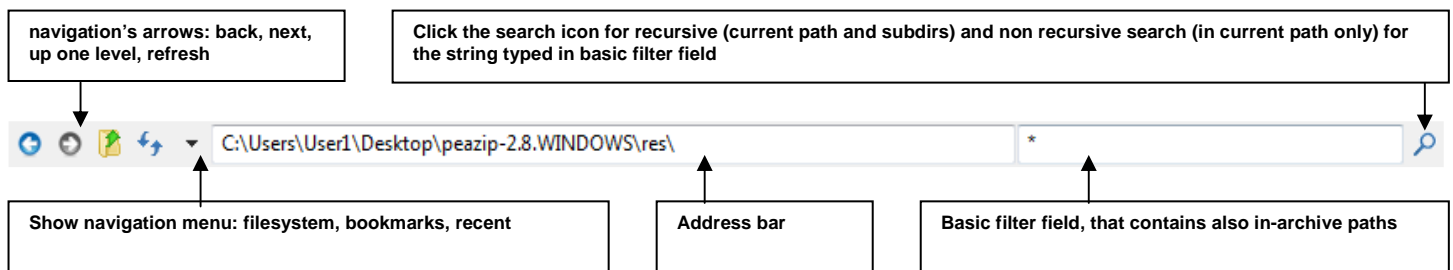 navigation's arrows: back, next,
up one level, refresh
Click the search icon for recursive (current path and subdirs) and non recursive search (in current path only) for
the string typed in basic filter field
C:\Users\User1\Desktop\peazip-2.8.WINDOWS\res\
*
Show navigation menu: filesystem, bookmarks, recent
Address bar
Basic filter field, that contains also in-archive paths